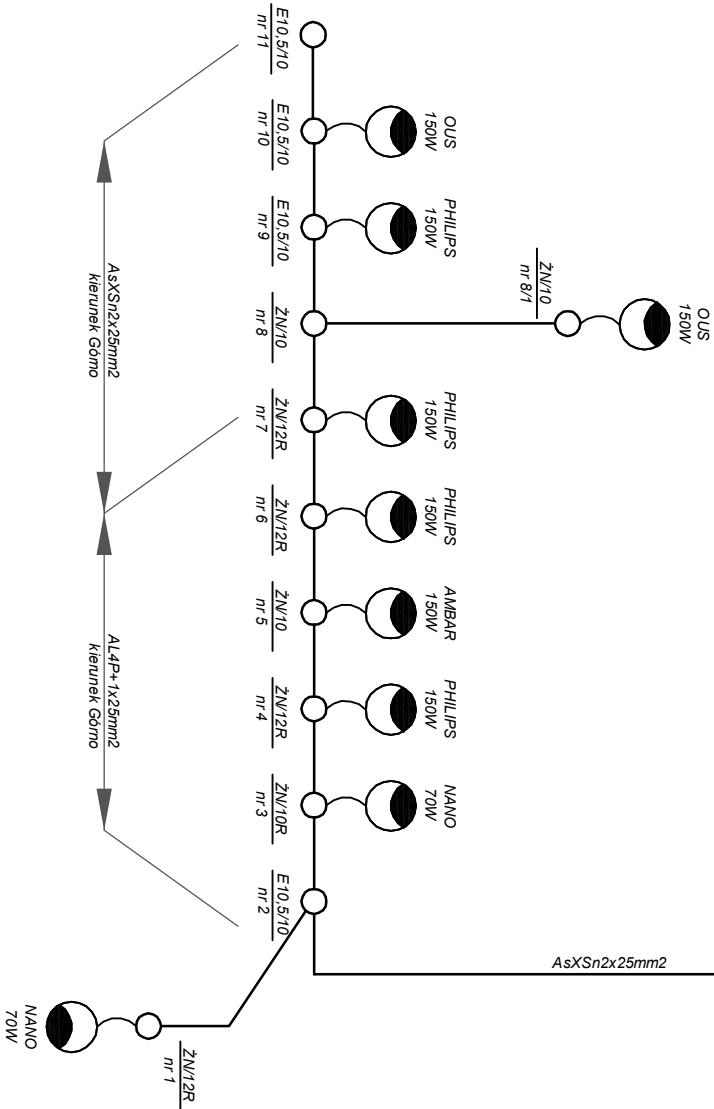 E10,5/10
nr 11
E10,5/10
nr 10
OUS
150W
E10,5/10
nr 9
PHILIPS
150W
ŻN/10
nr 8
ŻN/10
nr 8/1
OUS
150W
ŻN/12R
nr 7
PHILIPS
150W
ŻN/12R
nr 6
PHILIPS
150W
ŻN/10
nr 5
AMBAR
150W
ŻN/12R
nr 4
PHILIPS
150W
ŻN/10R
nr 3
NANO
70W
E10,5/10
nr 2
ŻN/12R
nr 1
NANO
70W
AsXSn2x25mm2
kierunek Górno
AL4P+1x25mm2
kierunek Górno
AsXSn2x25mm2